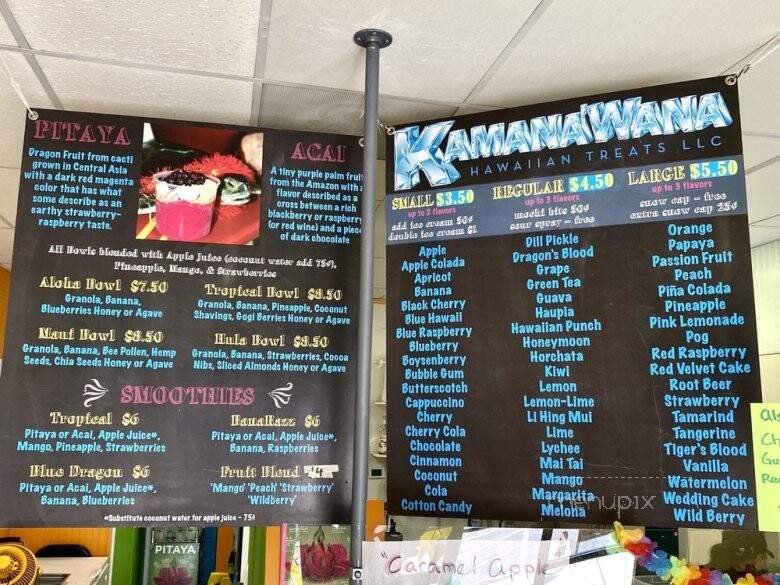 PITAYA
Dragon Fruit from cacti
grown in Central Asia
with a dark red magenta
color that has what
some describe as an
earthy strawberry-
raspberry taste.
ACAI
A tiny purple palm fruit
from the Amazon with a
flavor described as a
cross between a rich
blackberry or raspberry
(or red wine) and a piece
of dark chocolate
All Bowls blended with Apple Juice (coconut water add 75¢),
Pineapple, Mango, & Strawberries
Aloha Bowl $7.50
Granola, Banana,
Blueberries Honey or Agave
Tropical Bowl $8.50
Granola, Banana, Pineapple, Coconut
Shavings, Gogi Berries Honey or Agave
Maui Bowl $8.50
Granola, Banana, Bee Pollen, Hemp
Seeds, Chia Seeds Honey or Agave
Hula Bowl $8.50
Granola, Banana, Strawberries, Cocoa
Nibs, Sliced Almonds Honey or Agave
SMOOTHIES
Tropical $6
Pitaya or Acai, Apple Juice*,
Mango, Pineapple, Strawberries
BanaRazz $6
Pitaya or Acai, Apple Juice*,
Banana, Raspberries
Blue Dragon $6
Pitaya or Acai, Apple Juice*,
Banana, Blueberries
Fruit Blend
'Mango' 'Peach' 'Strawberry'
'Wildberry'
*Substitute coconut water for apple juice - 75¢
KAMANA'WANA
HAWAIIAN TREATS LLC
SMALL $3.50
up to 2 flavors
add ice cream 50¢
double ice cream $1
REGULAR $4.50
up to 3 flavors
mochi bits 50¢
sour spray - free
LARGE $5.50
up to 3 flavors
snow cap - free
extra snow cap 25¢
Apple
Apple Colada
Apricot
Banana
Black Cherry
Blue Hawaii
Blue Raspberry
Blueberry
Boysenberry
Bubble Gum
Butterscotch
Cappuccino
Cherry
Cherry Cola
Chocolate
Cinnamon
Coconut
Cola
Cotton Candy
Dill Pickle
Dragon's Blood
Grape
Green Tea
Guava
Haupia
Hawaiian Punch
Honeymoon
Horchata
Kiwi
Lemon
Lemon-Lime
Li Hing Mui
Lime
Lychee
Mai Tai
Mango
Margarita
Melona
Orange
Papaya
Passion Fruit
Peach
Piña Colada
Pineapple
Pink Lemonade
Pog
Red Raspberry
Red Velvet Cake
Root Beer
Strawberry
Tamarind
Tangerine
Tiger's Blood
Vanilla
Watermelon
Wedding Cake
Wild Berry
menupix
PITAYA
"Caramel Apple